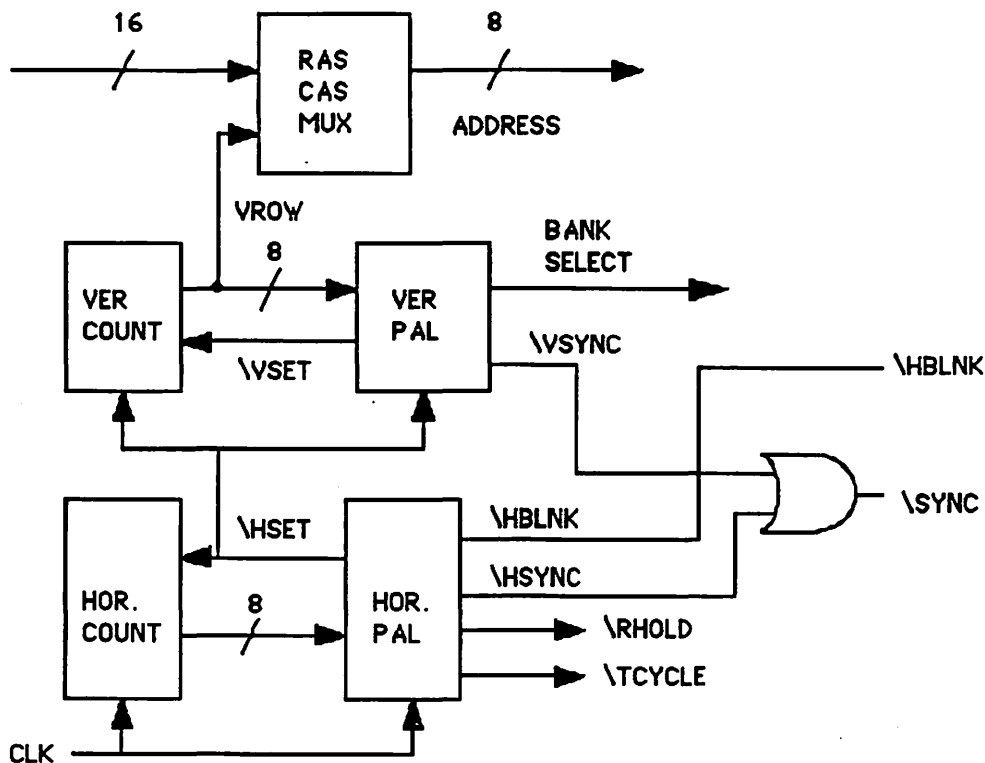 16
8
RAS
CAS
MUX
ADDRESS
VROW
8
BANK
SELECT
VER
COUNT
VER
PAL
\VSET
\VSYNC
\HBLNK
\HSET
\HBLNK
\SYNC
\HSYNC
HOR.
COUNT
8
HOR.
PAL
\RHOLD
\TCYCLE
CLK